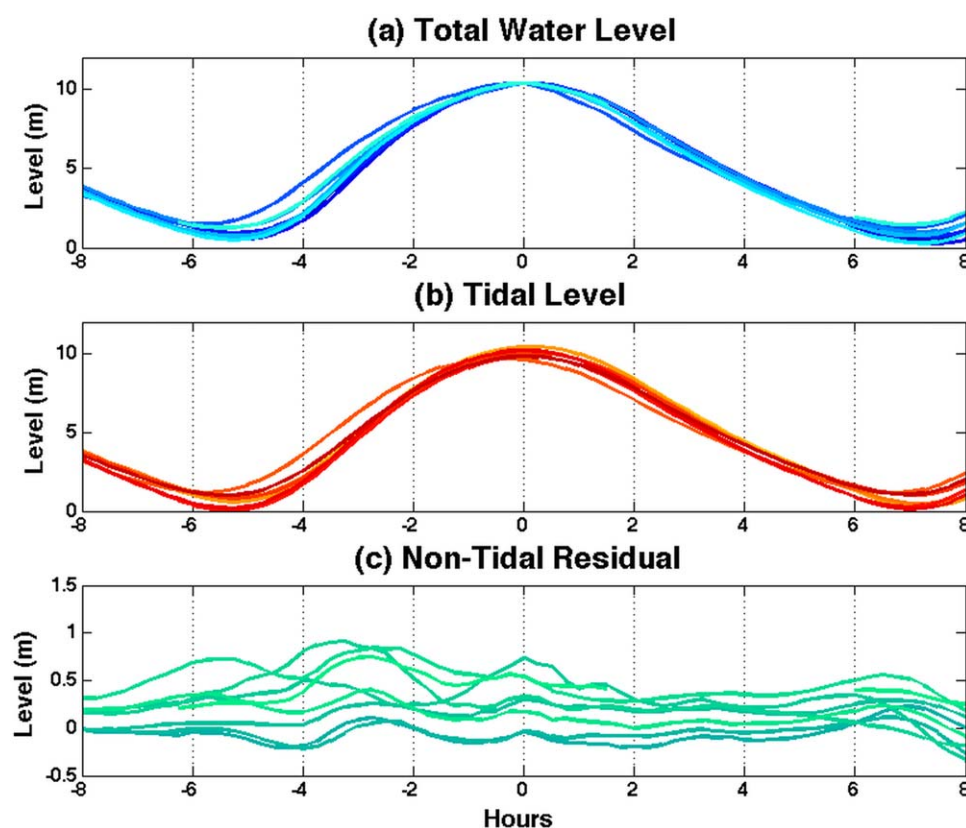 (a) Total Water Level
Level (m)
10
5
0
-8 -6 -4 -2 0 2 4 6 8
(b) Tidal Level
Level (m)
10
5
0
-8 -6 -4 -2 0 2 4 6 8
(c) Non-Tidal Residual
Level (m)
1.5
1
0.5
0
-0.5
-8 -6 -4 -2 0 2 4 6 8
Hours